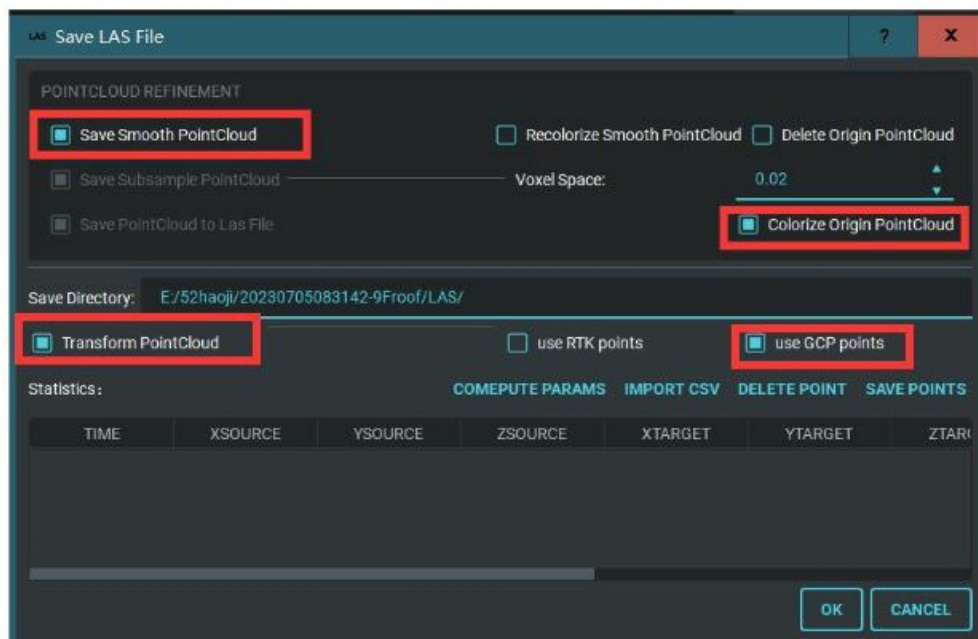 LAS Save LAS File ? X
POINTCLOUD REFINEMENT
Save Smooth PointCloud Recolorize Smooth PointCloud Delete Origin PointCloud
Save Subsample PointCloud Voxel Space: 0.02
Save PointCloud to Las File Colorize Origin PointCloud
Save Directory: E:/52haoji/20230705083142-9Froof/LAS/
Transform PointCloud use RTK points use GCP points
Statistics: COMEPUTE PARAMS IMPORT CSV DELETE POINT SAVE POINTS
TIME XSOURCE YSOURCE ZSOURCE XTARGET YTARGET ZTAR
OK CANCEL